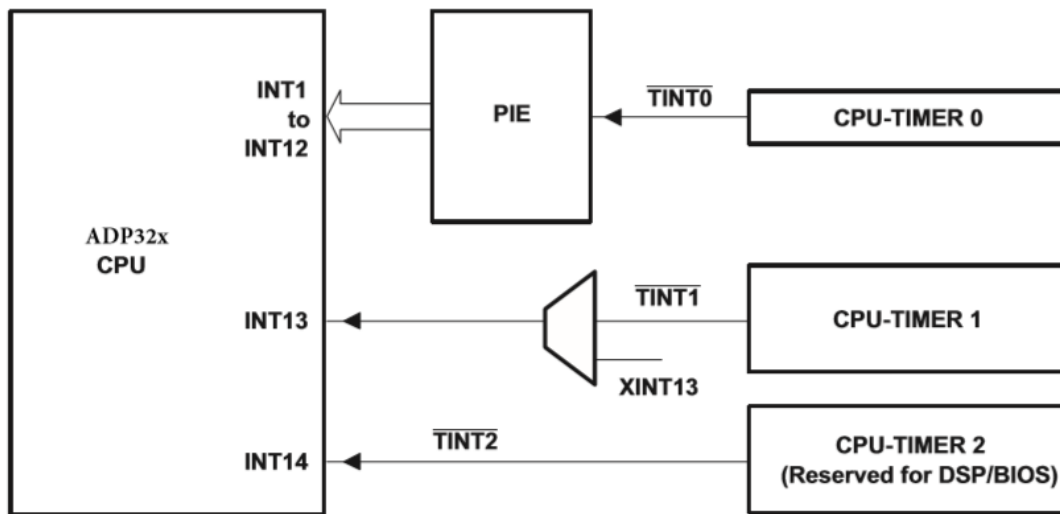 INT1
to
INT12
PIE
TINT0
CPU-TIMER 0
ADP32x
CPU
INT13
TINT1
CPU-TIMER 1
XINT13
INT14
TINT2
CPU-TIMER 2
(Reserved for DSP/BIOS)